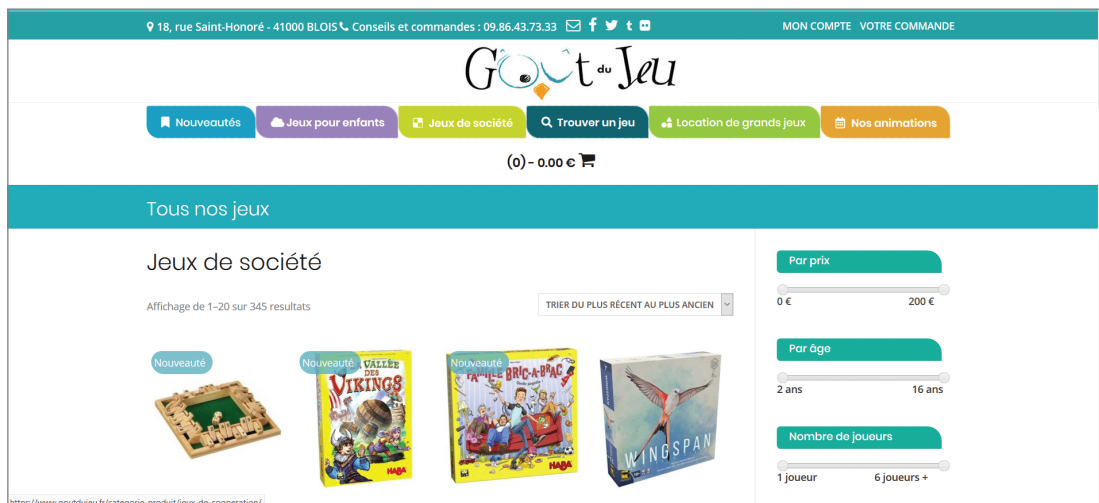 18, rue Saint-Honoré - 41000 BLOIS Conseils et commandes : 09.86.43.73.33
MON COMPTE VOTRE COMMANDE
Goût du Jeu
Nouveautés
Jeux pour enfants
Jeux de société
Trouver un jeu
Location de grands jeux
Nos animations
(0) - 0.00 €
Tous nos jeux
Jeux de société
Affichage de 1–20 sur 345 resultats
TRIER DU PLUS RÉCENT AU PLUS ANCIEN
Nouveauté
Nouveauté
VALLÉE
DES
VIKINGS
HABA
Nouveauté
FAMILLE BRIC-A-BRAC
HABA
WINGSPAN
Par prix
0 € 200 €
Par âge
2 ans 16 ans
Nombre de joueurs
1 joueur 6 joueurs +
https://www.goutdujeu.fr/categorie-produit/jeux-de-cooperation/